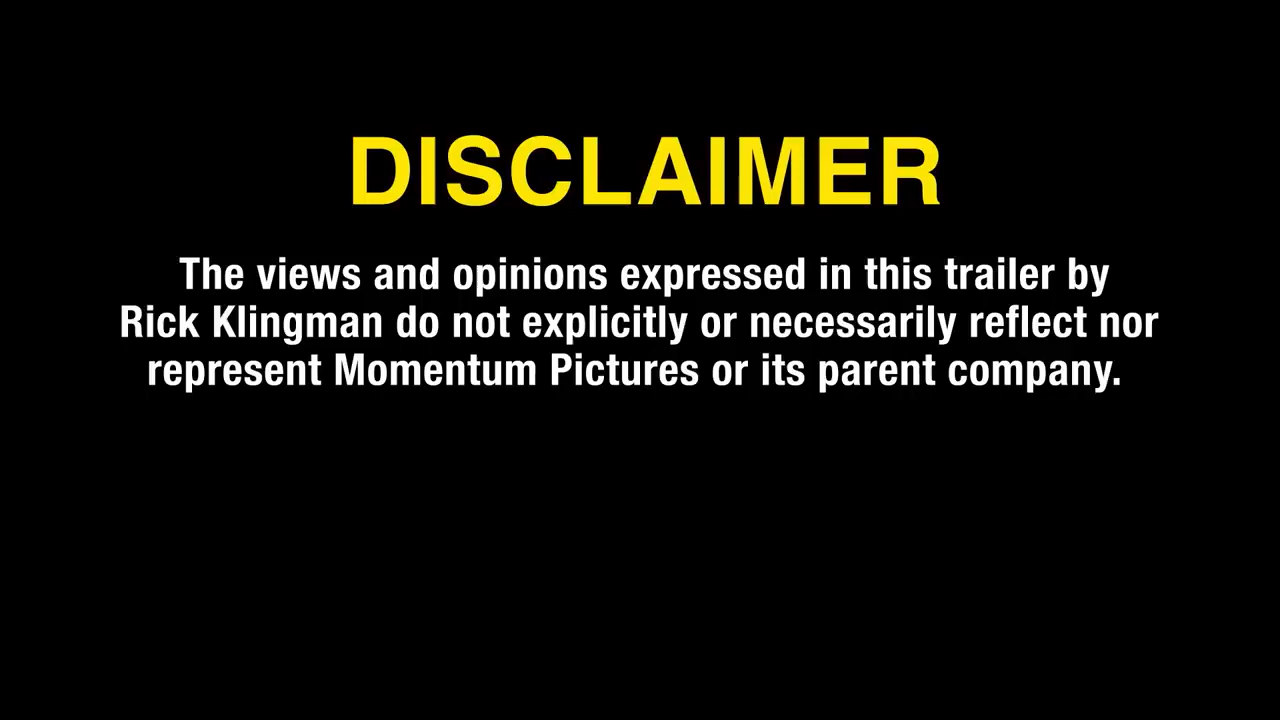 DISCLAIMER
The views and opinions expressed in this trailer by
Rick Klingman do not explicitly or necessarily reflect nor
represent Momentum Pictures or its parent company.